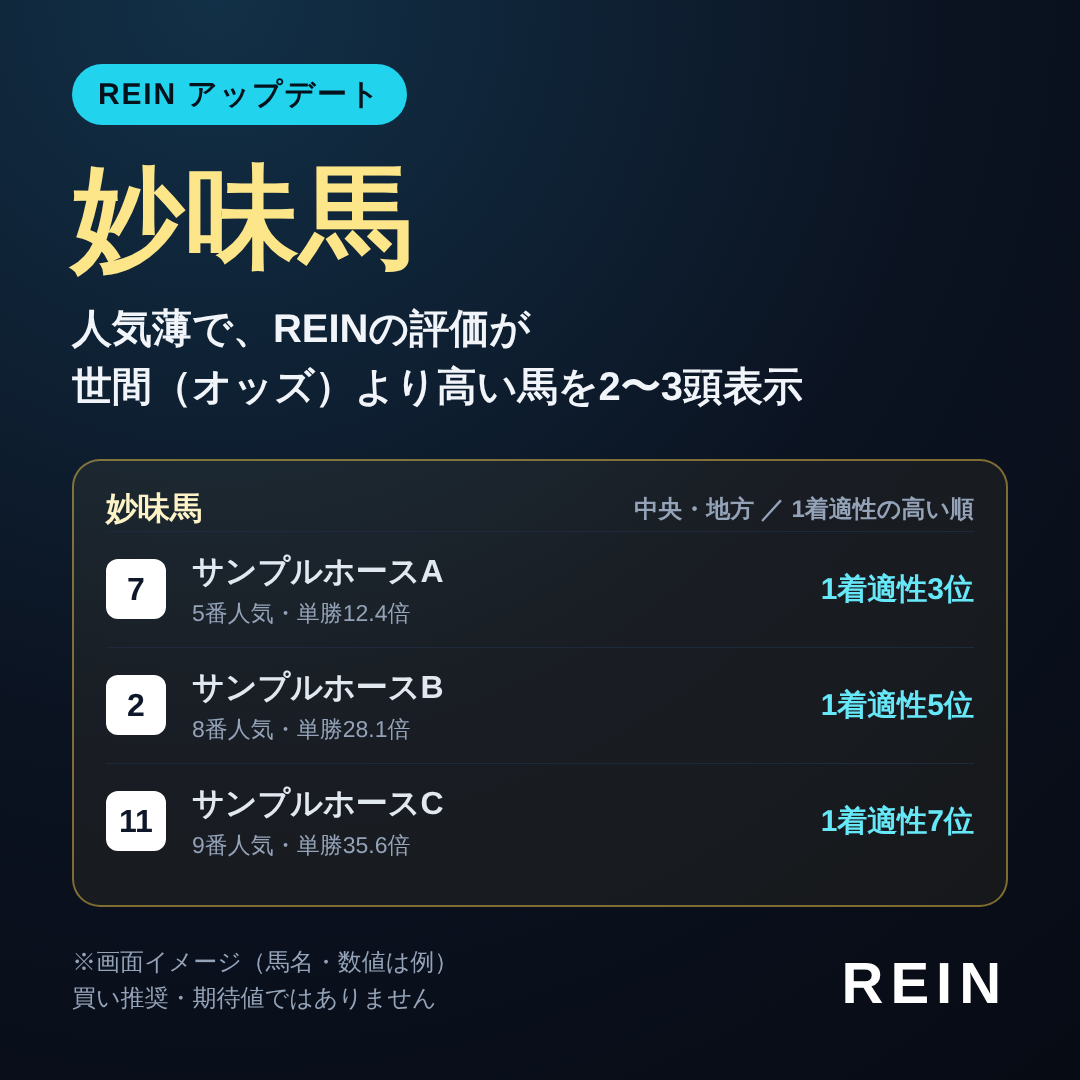 REIN アップデート
妙味馬
人気薄で、REINの評価が
世間（オッズ）より高い馬を2〜3頭表示
妙味馬
中央・地方 ／ 1着適性の高い順
7
サンプルホースA
5番人気・単勝12.4倍
1着適性3位
2
サンプルホースB
8番人気・単勝28.1倍
1着適性5位
11
サンプルホースC
9番人気・単勝35.6倍
1着適性7位
※画面イメージ（馬名・数値は例）
買い推奨・期待値ではありません
REIN